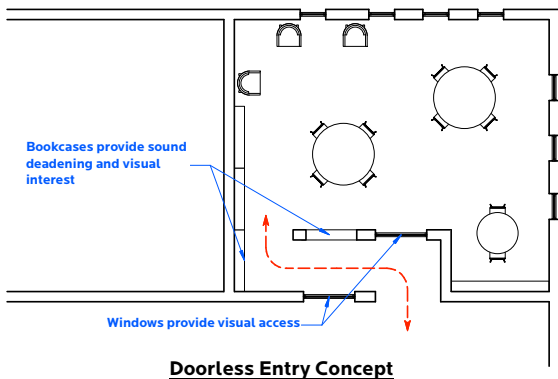 Bookcases provide sound
deadening and visual
interest
Windows provide visual access
Doorless Entry Concept